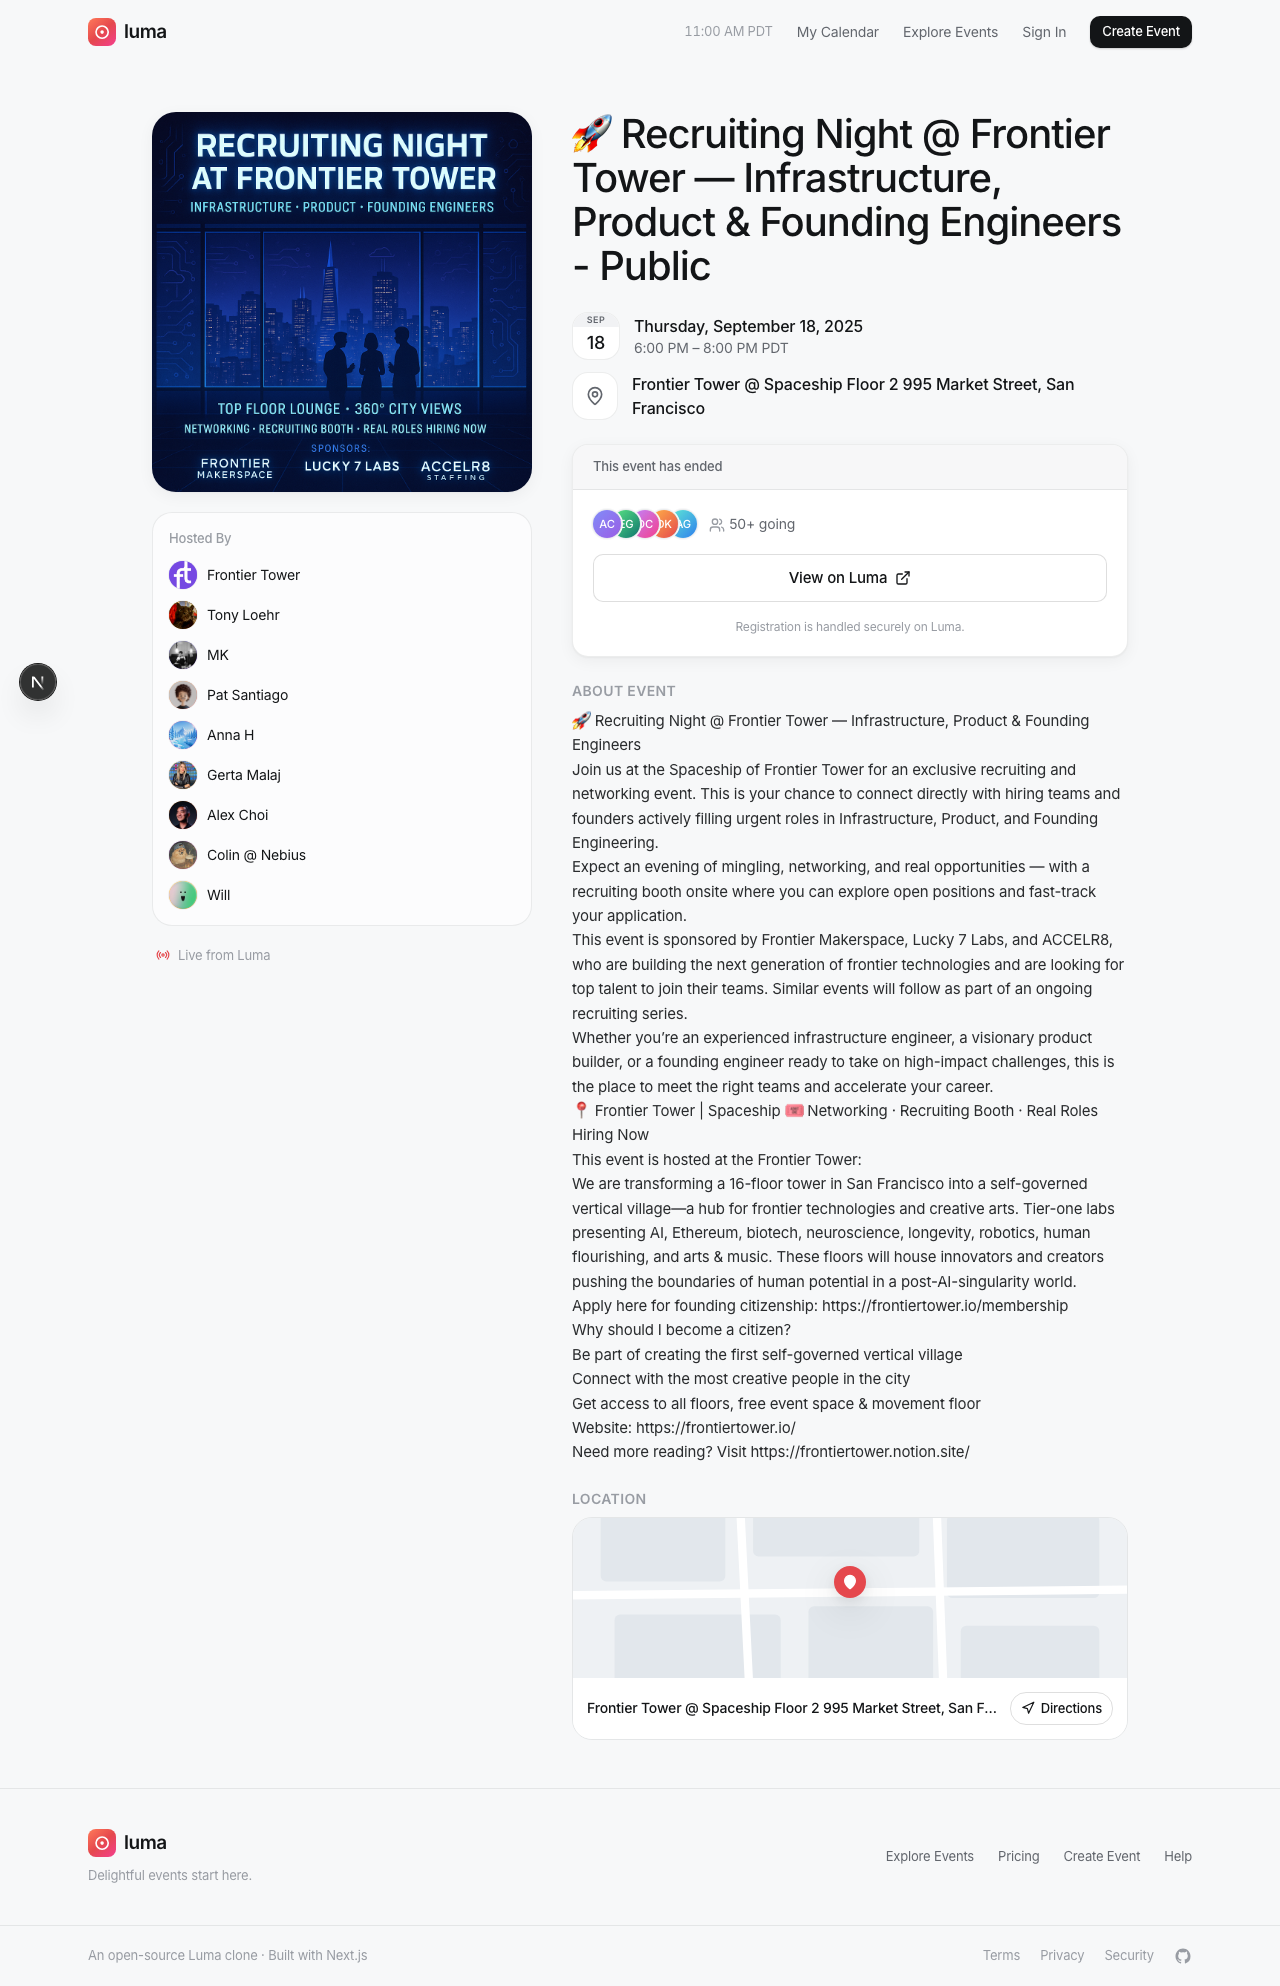 luma
11:00 AM PDT
My Calendar
Explore Events
Sign In
Create Event
RECRUITING NIGHT
AT FRONTIER TOWER
INFRASTRUCTURE • PRODUCT • FOUNDING ENGINEERS
TOP FLOOR LOUNGE • 360° CITY VIEWS
NETWORKING • RECRUITING BOOTH • REAL ROLES HIRING NOW
SPONSORS:
FRONTIER
MAKERSPACE
LUCKY 7 LABS
ACCELR8
STAFFING
Hosted By
Frontier Tower
Tony Loehr
MK
Pat Santiago
Anna H
Gerta Malaj
Alex Choi
Colin @ Nebius
Will
Live from Luma
🚀 Recruiting Night @ Frontier
Tower — Infrastructure,
Product & Founding Engineers
- Public
SEP
18
Thursday, September 18, 2025
6:00 PM – 8:00 PM PDT
Frontier Tower @ Spaceship Floor 2 995 Market Street, San
Francisco
This event has ended
AC
EG
DK
AG
50+ going
View on Luma
Registration is handled securely on Luma.
ABOUT EVENT
🚀 Recruiting Night @ Frontier Tower — Infrastructure, Product & Founding
Engineers
Join us at the Spaceship of Frontier Tower for an exclusive recruiting and
networking event. This is your chance to connect directly with hiring teams and
founders actively filling urgent roles in Infrastructure, Product, and Founding
Engineering.
Expect an evening of mingling, networking, and real opportunities — with a
recruiting booth onsite where you can explore open positions and fast-track
your application.
This event is sponsored by Frontier Makerspace, Lucky 7 Labs, and ACCELR8,
who are building the next generation of frontier technologies and are looking for
top talent to join their teams. Similar events will follow as part of an ongoing
recruiting series.
Whether you’re an experienced infrastructure engineer, a visionary product
builder, or a founding engineer ready to take on high-impact challenges, this is
the place to meet the right teams and accelerate your career.
📍 Frontier Tower | Spaceship 🎟️ Networking · Recruiting Booth · Real Roles
Hiring Now
This event is hosted at the Frontier Tower:
We are transforming a 16-floor tower in San Francisco into a self-governed
vertical village—a hub for frontier technologies and creative arts. Tier-one labs
presenting AI, Ethereum, biotech, neuroscience, longevity, robotics, human
flourishing, and arts & music. These floors will house innovators and creators
pushing the boundaries of human potential in a post-AI-singularity world.
Apply here for founding citizenship: https://frontiertower.io/membership
Why should I become a citizen?
Be part of creating the first self-governed vertical village
Connect with the most creative people in the city
Get access to all floors, free event space & movement floor
Website: https://frontiertower.io/
Need more reading? Visit https://frontiertower.notion.site/
LOCATION
Frontier Tower @ Spaceship Floor 2 995 Market Street, San F...
Directions
luma
Delightful events start here.
Explore Events
Pricing
Create Event
Help
An open-source Luma clone · Built with Next.js
Terms
Privacy
Security